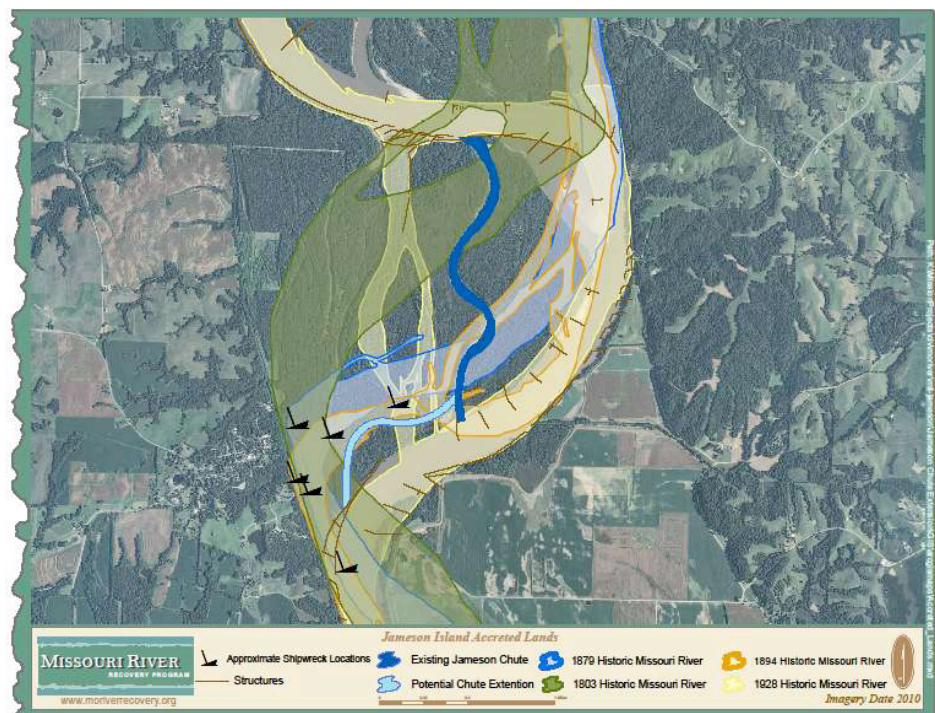 Jameson Island Accreted Lands
MISSOURI RIVER
RECOVERY PROGRAM
www.moriverrecovery.org
Approximate Shipwreck Locations
Structures
Existing Jameson Chute
Potential Chute Extention
1879 Historic Missouri River
1803 Historic Missouri River
1894 Historic Missouri River
1928 Historic Missouri River
Imagery Date 2010